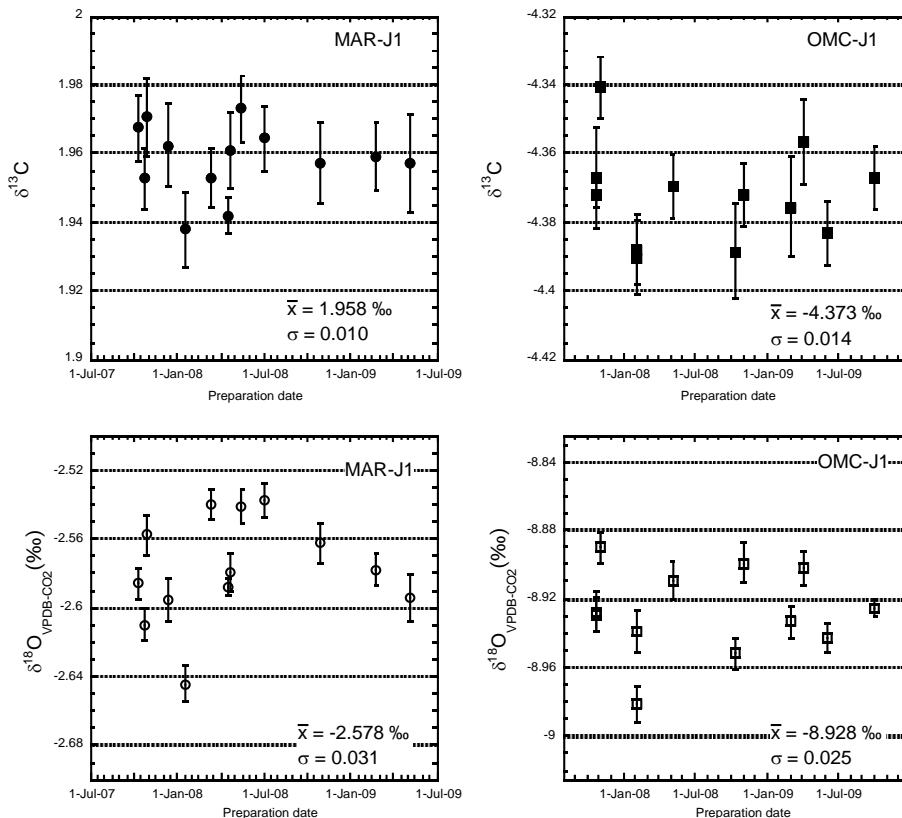 MAR-J1
2
1.98
1.96
1.94
1.92
1.9
δ¹³C
x̅ = 1.958 ‰
σ = 0.010
1-Jul-07 1-Jan-08 1-Jul-08 1-Jan-09 1-Jul-09
Preparation date
OMC-J1
-4.32
-4.34
-4.36
-4.38
-4.4
-4.42
δ¹³C
x̅ = -4.373 ‰
σ = 0.014
1-Jan-08 1-Jul-08 1-Jan-09 1-Jul-09
Preparation date
MAR-J1
-2.52
-2.56
-2.6
-2.64
-2.68
δ¹⁸O VPDB-CO2 (‰)
x̅ = -2.578 ‰
σ = 0.031
1-Jul-07 1-Jan-08 1-Jul-08 1-Jan-09 1-Jul-09
Preparation date
OMC-J1
-8.84
-8.88
-8.92
-8.96
-9
δ¹⁸O VPDB-CO2 (‰)
x̅ = -8.928 ‰
σ = 0.025
1-Jan-08 1-Jul-08 1-Jan-09 1-Jul-09
Preparation date